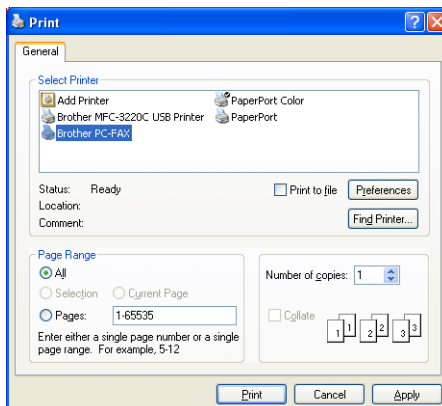 Print
General
Select Printer
Add Printer
PaperPort Color
Brother MFC-3220C USB Printer
PaperPort
Brother PC-FAX
Status: Ready
Print to file
Preferences
Location:
Comment:
Find Printer...
Page Range
All
Number of copies: 1
Selection
Current Page
Pages: 1-65535
Collate
1 1 2 2 3 3
Enter either a single page number or a single
page range. For example, 5-12
Print
Cancel
Apply